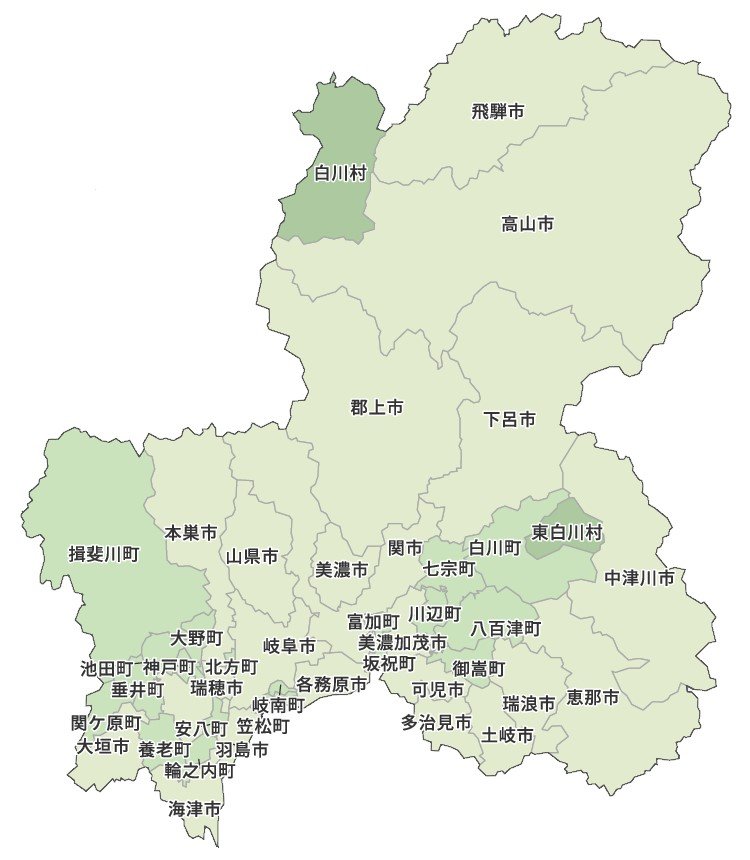 飛騨市
白川村
高山市
郡上市
下呂市
本巣市
東白川村
揖斐川町
山県市
美濃市
関市
白川町
七宗町
中津川市
大野町
岐阜市
富加町
川辺町
美濃加茂市
八百津町
池田町
神戸町
北方町
坂祝町
御嵩町
垂井町
瑞穂市
各務原市
可児市
岐南町
瑞浪市
恵那市
関ケ原町
安八町
笠松町
多治見市
土岐市
大垣市
養老町
羽島市
輪之内町
海津市